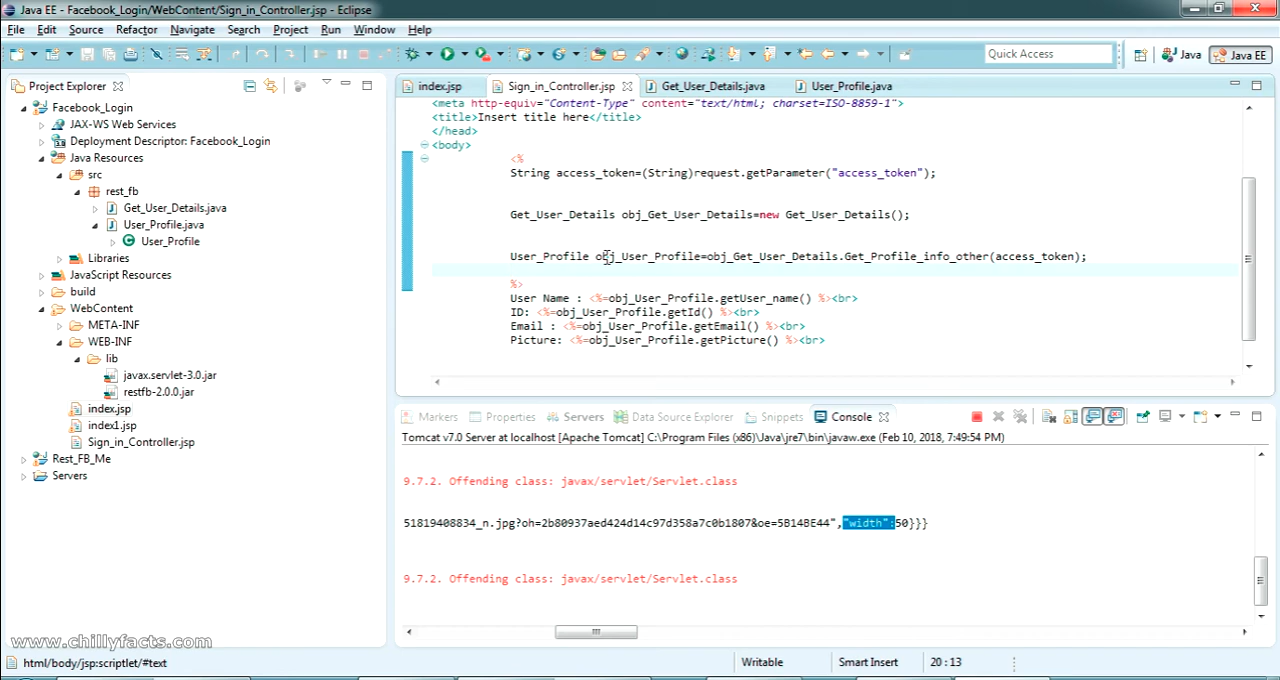 Java EE - Facebook_Login/WebContent/Sign_in_Controller.jsp - Eclipse
File Edit Source Refactor Navigate Search Project Run Window Help
Quick Access
Java
Java EE
Project Explorer
Facebook_Login
JAX-WS Web Services
Deployment Descriptor: Facebook_Login
Java Resources
src
rest_fb
Get_User_Details.java
User_Profile.java
User_Profile
Libraries
JavaScript Resources
build
WebContent
META-INF
WEB-INF
lib
javax.servlet-3.0.jar
restfb-2.0.0.jar
index.jsp
index1.jsp
Sign_in_Controller.jsp
Rest_FB_Me
Servers
index.jsp Sign_in_Controller.jsp Get_User_Details.java User_Profile.java
<meta http-equiv="Content-Type" content="text/html; charset=ISO-8859-1">
<title>Insert title here</title>
</head>
<body>
<%
String access_token=(String)request.getParameter("access_token");
Get_User_Details obj_Get_User_Details=new Get_User_Details();
User_Profile obj_User_Profile=obj_Get_User_Details.Get_Profile_info_other(access_token);
%>
User Name : <%=obj_User_Profile.getUser_name() %><br>
ID: <%=obj_User_Profile.getId() %><br>
Email : <%=obj_User_Profile.getEmail() %><br>
Picture: <%=obj_User_Profile.getPicture() %><br>
Markers Properties Servers Data Source Explorer Snippets Console
Tomcat v7.0 Server at localhost [Apache Tomcat] C:\Program Files (x86)\Java\jre7\bin\javaw.exe (Feb 10, 2018, 7:49:54 PM)
9.7.2. Offending class: javax/servlet/Servlet.class
51819408834_n.jpg?oh=2b80937aed424d14c97d358a7c0b1807&oe=5B14BE44","width":50}}}
9.7.2. Offending class: javax/servlet/Servlet.class
www.chillyfacts.com
html/body/jsp:scriptlet/#text
Writable
Smart Insert
20 : 13